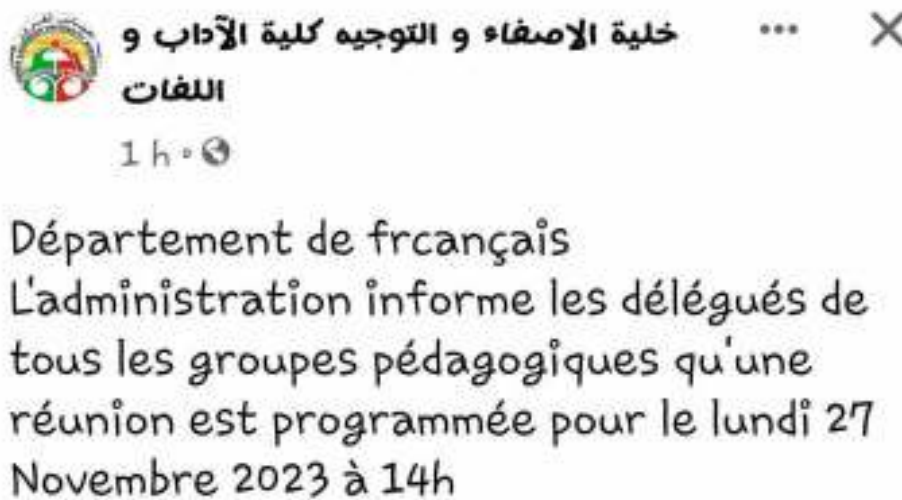 خلية الإصغاء و التوجيه كلية الآداب و
اللغات
1 h
Département de frcançais
L'administration informe les délégués de
tous les groupes pédagogiques qu'une
réunion est programmée pour le lundi 27
Novembre 2023 à 14h